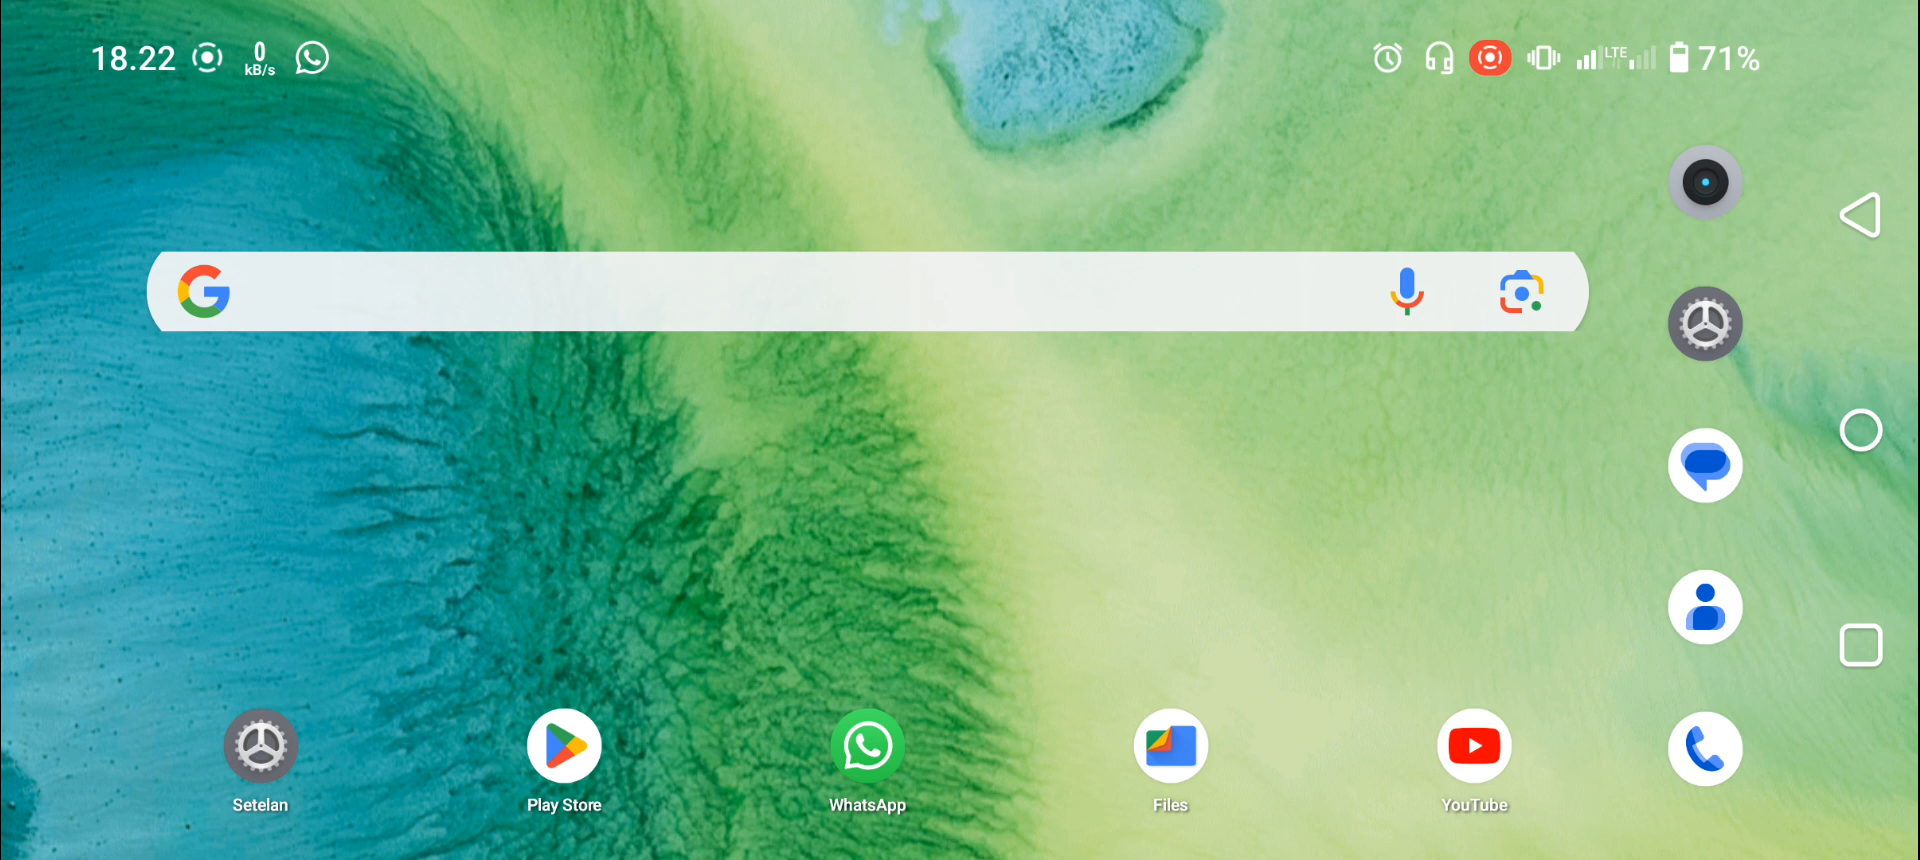 18.22 0 kB/s LTE 71%
Setelan Play Store WhatsApp Files YouTube